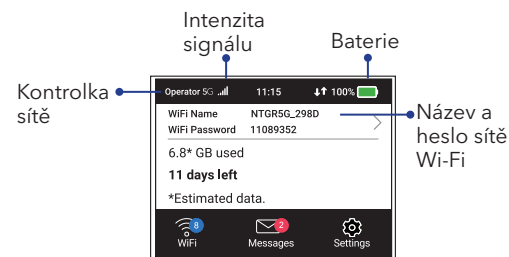 Intenzita
signálu
Baterie
Kontrolka
sítě
Operator 5G 11:15 100%
WiFi Name NTGR5G_298D
WiFi Password 11089352
Název a
heslo sítě
Wi-Fi
6.8* GB used
11 days left
*Estimated data.
8 2
WiFi Messages Settings